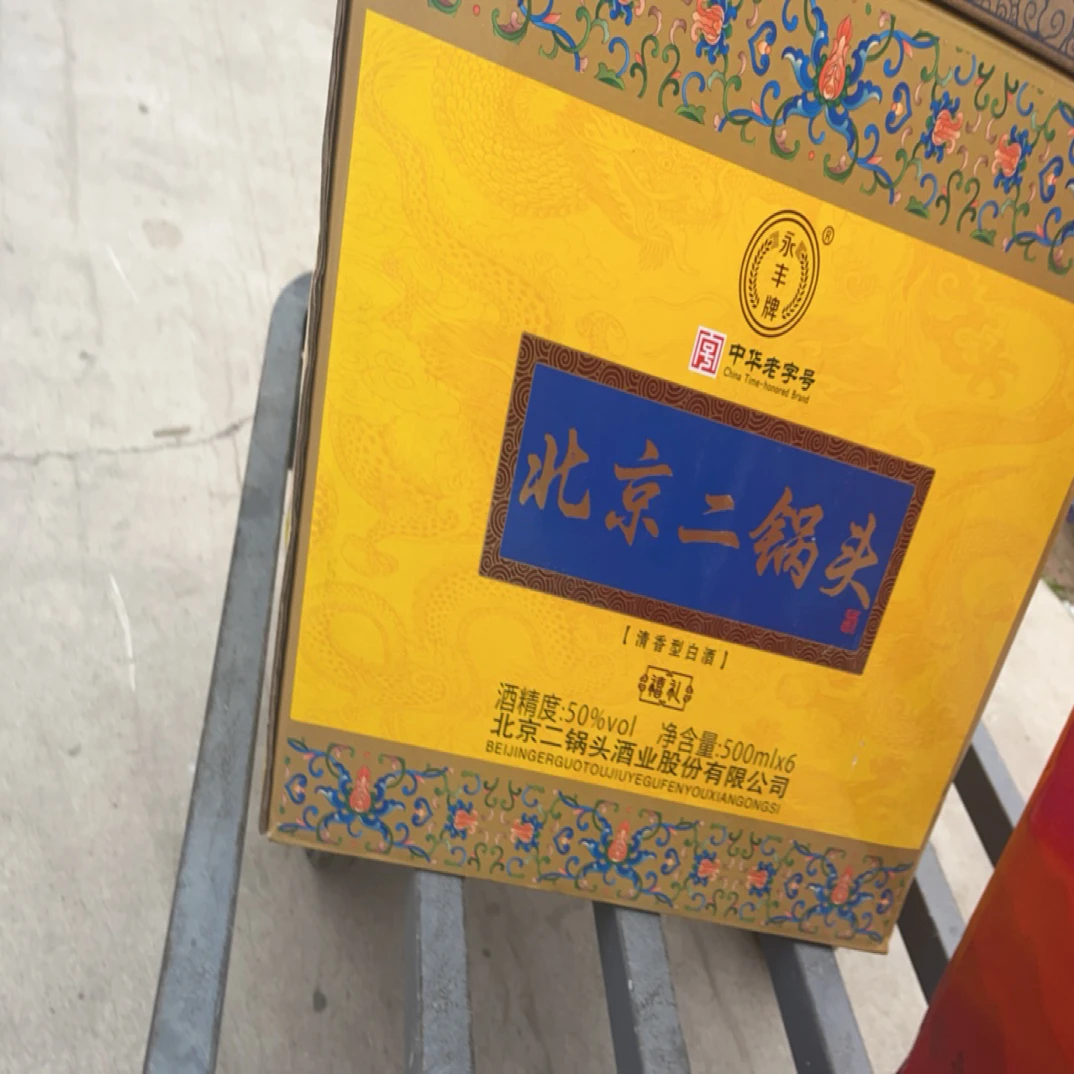 永丰牌
®
中华老字号
China Time-honored Brand
北京二锅头
【清香型白酒】
禧礼
酒精度:50%vol 净含量:500mlx6
北京二锅头酒业股份有限公司
BEIJINGERGUOTOUJIUYEGUFENYOUXIANGONGSI